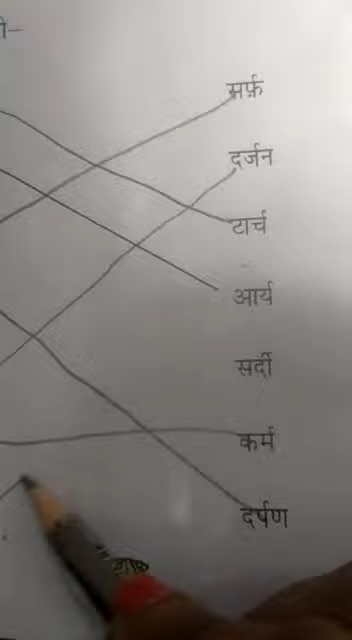 मर्फ़
दर्जन
टार्च
आर्य
सर्दी
कर्म
दर्पण